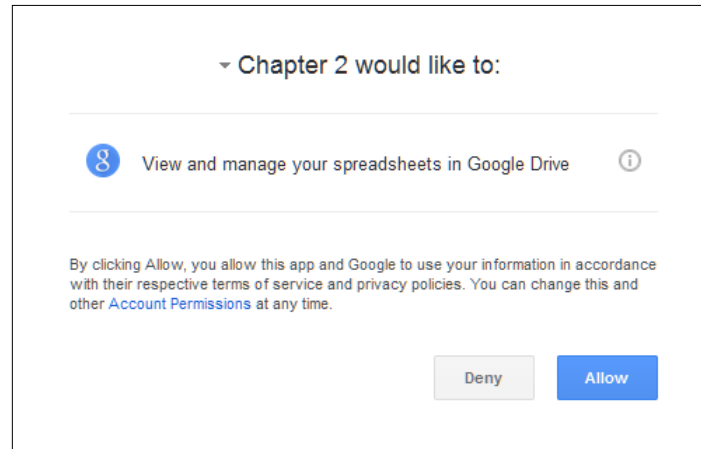 Chapter 2 would like to:
8 View and manage your spreadsheets in Google Drive i
By clicking Allow, you allow this app and Google to use your information in accordance
with their respective terms of service and privacy policies. You can change this and
other Account Permissions at any time.
Deny Allow